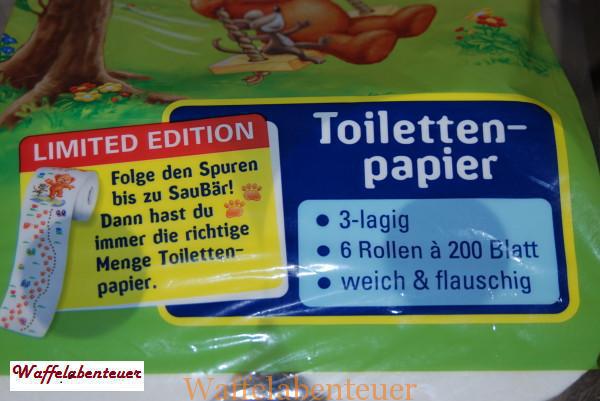 LIMITED EDITION
Folge den Spuren
bis zu SauBär!
Dann hast du
immer die richtige
Menge Toiletten-
papier.
Toiletten-
papier
• 3-lagig
• 6 Rollen à 200 Blatt
• weich & flauschig
Waffelabenteuer
Waffelabenteuer